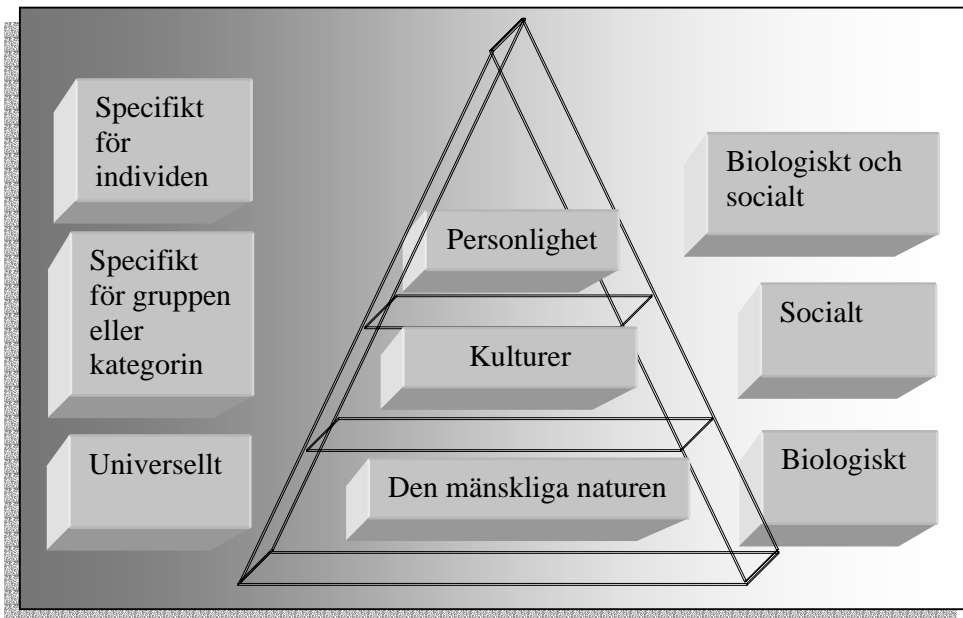 Specifikt
för
individen
Personlighet
Biologiskt och
socialt
Specifikt
för gruppen
eller
kategorin
Kulturer
Socialt
Universellt
Den mänskliga naturen
Biologiskt